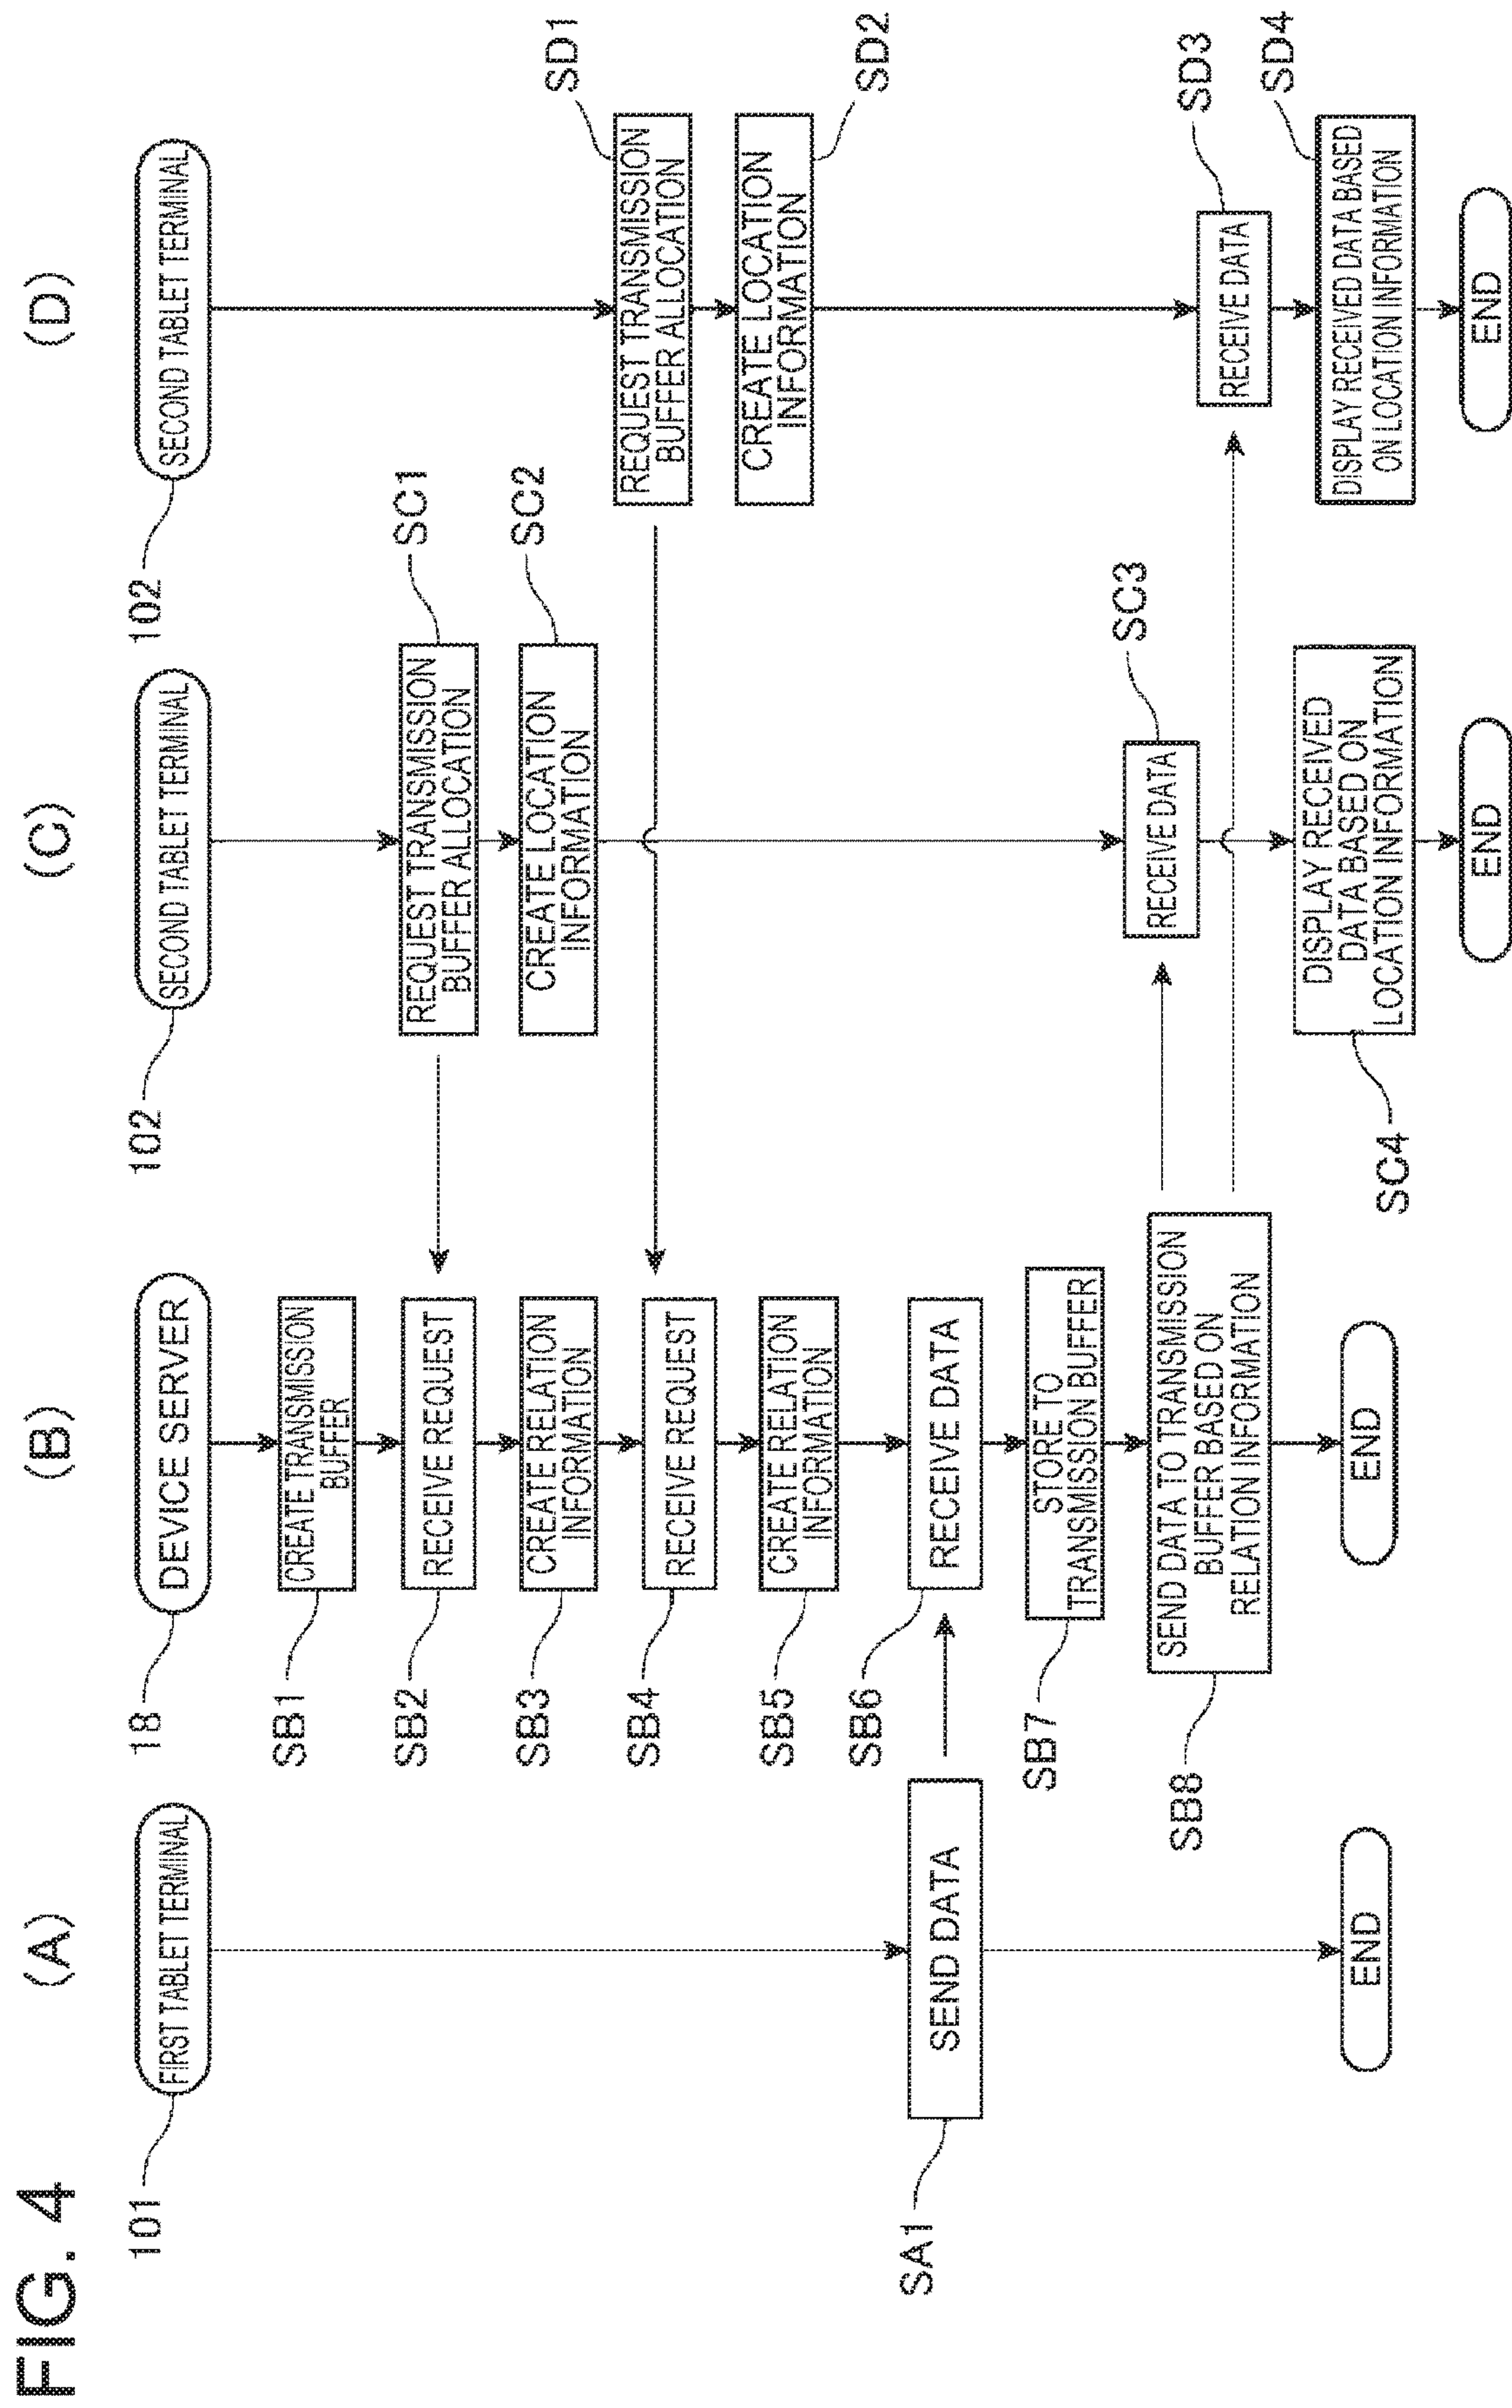 FIG. 4
(A)
101
FIRST TABLET TERMINAL
SA1
SEND DATA
END
(B)
18
DEVICE SERVER
SB1
CREATE TRANSMISSION
BUFFER
SB2
RECEIVE REQUEST
SB3
CREATE RELATION
INFORMATION
SB4
RECEIVE REQUEST
SB5
CREATE RELATION
INFORMATION
SB6
RECEIVE DATA
SB7
STORE TO
TRANSMISSION BUFFER
SB8
SEND DATA TO TRANSMISSION
BUFFER BASED ON
RELATION INFORMATION
END
(C)
102
SECOND TABLET TERMINAL
SC1
REQUEST TRANSMISSION
BUFFER ALLOCATION
SC2
CREATE LOCATION
INFORMATION
SC3
RECEIVE DATA
SC4
DISPLAY RECEIVED
DATA BASED ON
LOCATION INFORMATION
END
(D)
102
SECOND TABLET TERMINAL
SD1
REQUEST TRANSMISSION
BUFFER ALLOCATION
SD2
CREATE LOCATION
INFORMATION
SD3
RECEIVE DATA
SD4
DISPLAY RECEIVED DATA BASED
ON LOCATION INFORMATION
END